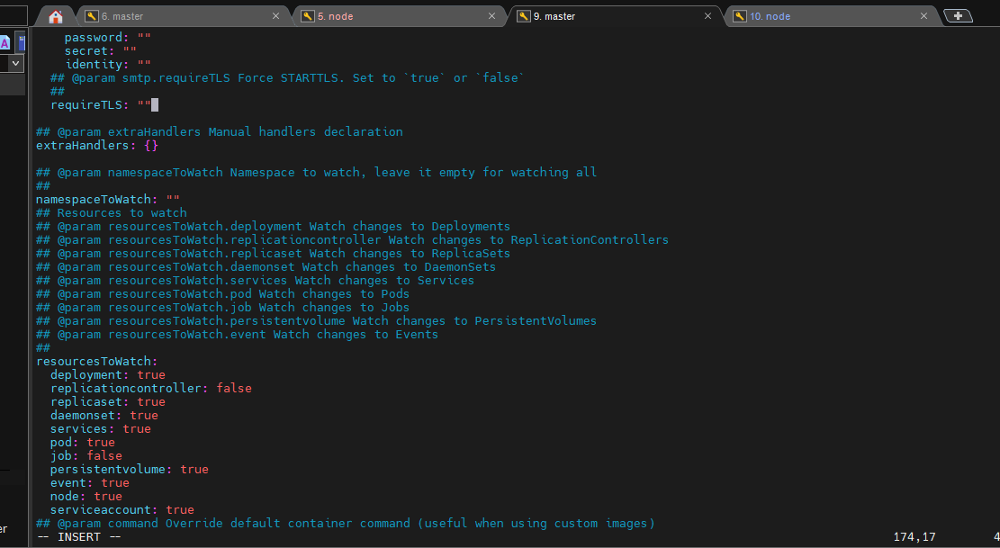 6. master
5. node
9. master
10. node
A
    password: ""
    secret: ""
    identity: ""
  ## @param smtp.requireTLS Force STARTTLS. Set to `true` or `false`
  ##
  requireTLS: ""
## @param extraHandlers Manual handlers declaration
extraHandlers: {}
## @param namespaceToWatch Namespace to watch, leave it empty for watching all
##
namespaceToWatch: ""
## Resources to watch
## @param resourcesToWatch.deployment Watch changes to Deployments
## @param resourcesToWatch.replicationcontroller Watch changes to ReplicationControllers
## @param resourcesToWatch.replicaset Watch changes to ReplicaSets
## @param resourcesToWatch.daemonset Watch changes to DaemonSets
## @param resourcesToWatch.services Watch changes to Services
## @param resourcesToWatch.pod Watch changes to Pods
## @param resourcesToWatch.job Watch changes to Jobs
## @param resourcesToWatch.persistentvolume Watch changes to PersistentVolumes
## @param resourcesToWatch.event Watch changes to Events
##
resourcesToWatch:
  deployment: true
  replicationcontroller: false
  replicaset: true
  daemonset: true
  services: true
  pod: true
  job: false
  persistentvolume: true
  event: true
  node: true
  serviceaccount: true
## @param command Override default container command (useful when using custom images)
er
-- INSERT --
174,17
4